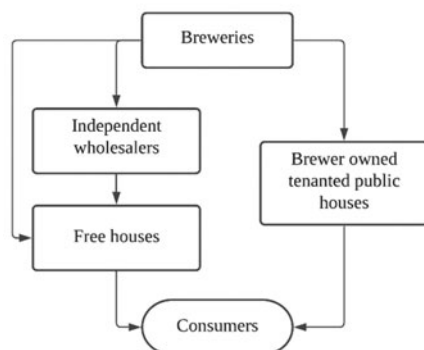 Breweries
Independent
wholesalers
Brewer owned
tenanted public
houses
Free houses
Consumers